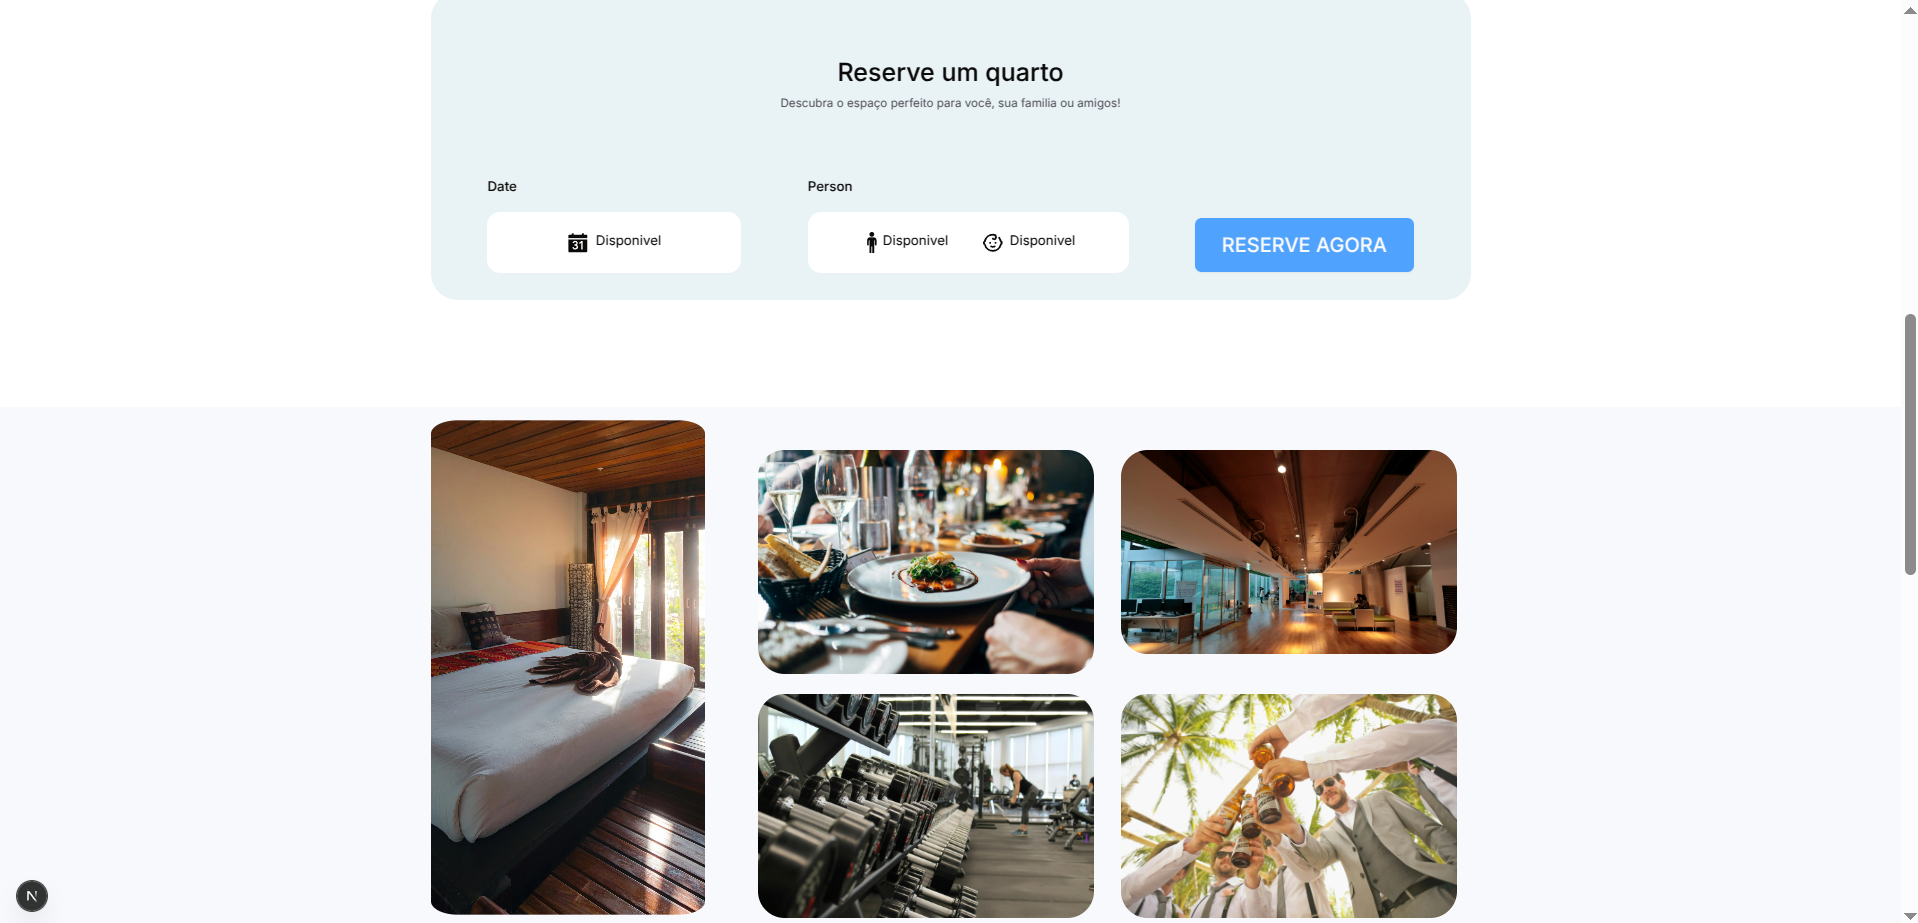 Reserve um quarto
Descubra o espaço perfeito para você, sua familia ou amigos!
Date
Person
31 Disponivel
Disponivel Disponivel
RESERVE AGORA
N